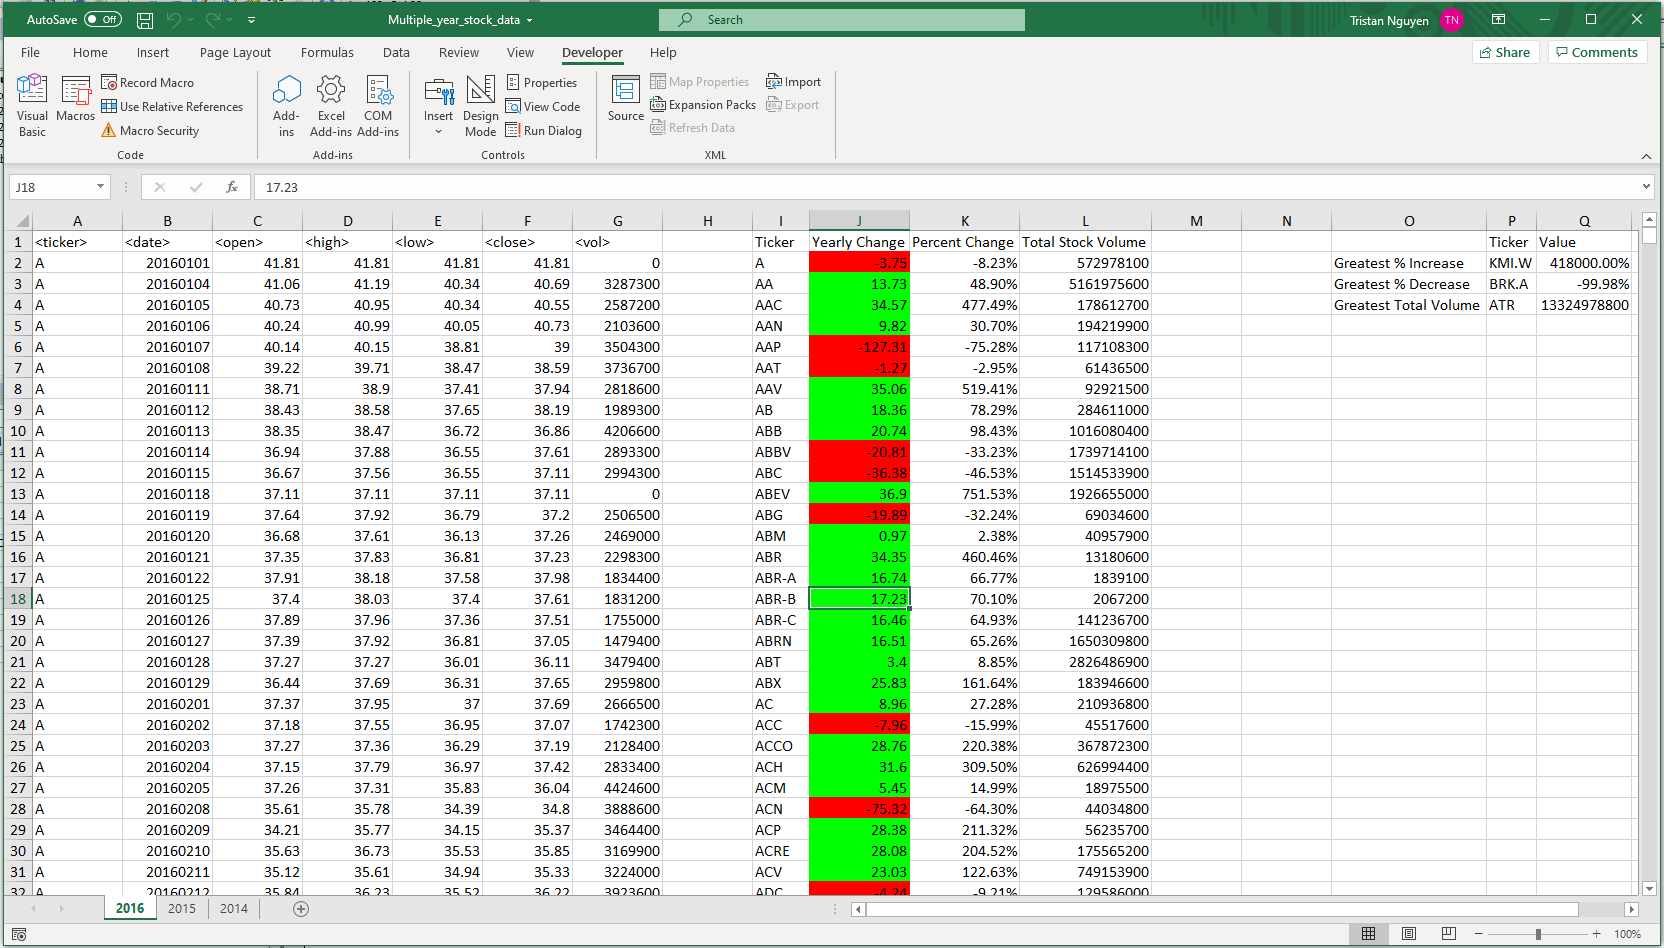 AutoSave Off Multiple_year_stock_data Search Tristan Nguyen TN
File Home Insert Page Layout Formulas Data Review View Developer Help Share Comments
Visual Basic Macros Record Macro Use Relative References Macro Security Add-ins Excel Add-ins COM Add-ins Insert Design Mode Properties View Code Run Dialog Source Map Properties Expansion Packs Refresh Data Import Export
Code Add-ins Controls XML
J18 fx 17.23
A B C D E F G H I J K L M N O P Q
1 <ticker> <date> <open> <high> <low> <close> <vol> Ticker Yearly Change Percent Change Total Stock Volume Ticker Value
2 A 20160101 41.81 41.81 41.81 41.81 0 A -3.75 -8.23% 572978100 Greatest % Increase KMI.W 418000.00%
3 A 20160104 41.06 41.19 40.34 40.69 3287300 AA 13.73 48.90% 5161975600 Greatest % Decrease BRK.A -99.98%
4 A 20160105 40.73 40.95 40.34 40.55 2587200 AAC 34.57 477.49% 178612700 Greatest Total Volume ATR 13324978800
5 A 20160106 40.24 40.99 40.05 40.73 2103600 AAN 9.82 30.70% 194219900
6 A 20160107 40.14 40.15 38.81 39 3504300 AAP -127.31 -75.28% 117108300
7 A 20160108 39.22 39.71 38.47 38.59 3736700 AAT -1.27 -2.95% 61436500
8 A 20160111 38.71 38.9 37.41 37.94 2818600 AAV 35.06 519.41% 92921500
9 A 20160112 38.43 38.58 37.65 38.19 1989300 AB 18.36 78.29% 284611000
10 A 20160113 38.35 38.47 36.72 36.86 4206600 ABB 20.74 98.43% 1016080400
11 A 20160114 36.94 37.88 36.55 37.61 2893300 ABBV -20.81 -33.23% 1739714100
12 A 20160115 36.67 37.56 36.55 37.11 2994300 ABC -36.38 -46.53% 1514533900
13 A 20160118 37.11 37.11 37.11 37.11 0 ABEV 36.9 751.53% 1926655000
14 A 20160119 37.64 37.92 36.79 37.2 2506500 ABG -19.89 -32.24% 69034600
15 A 20160120 36.68 37.61 36.13 37.26 2469000 ABM 0.97 2.38% 40957900
16 A 20160121 37.35 37.83 36.81 37.23 2298300 ABR 34.35 460.46% 13180600
17 A 20160122 37.91 38.18 37.58 37.98 1834400 ABR-A 16.74 66.77% 1839100
18 A 20160125 37.4 38.03 37.4 37.61 1831200 ABR-B 17.23 70.10% 2067200
19 A 20160126 37.89 37.96 37.36 37.51 1755000 ABR-C 16.46 64.93% 141236700
20 A 20160127 37.39 37.92 36.81 37.05 1479400 ABRN 16.51 65.26% 1650309800
21 A 20160128 37.27 37.27 36.01 36.11 3479400 ABT 3.4 8.85% 2826486900
22 A 20160129 36.44 37.69 36.31 37.65 2959800 ABX 25.83 161.64% 183946600
23 A 20160201 37.37 37.95 37 37.69 2666500 AC 8.96 27.28% 210936800
24 A 20160202 37.18 37.55 36.95 37.07 1742300 ACC -7.96 -15.99% 45517600
25 A 20160203 37.27 37.36 36.29 37.19 2128400 ACCO 28.76 220.38% 367872300
26 A 20160204 37.15 37.79 36.97 37.42 2833400 ACH 31.6 309.50% 626994400
27 A 20160205 37.26 37.31 35.83 36.04 4424600 ACM 5.45 14.99% 18975500
28 A 20160208 35.61 35.78 34.39 34.8 3888600 ACN -75.32 -64.30% 44034800
29 A 20160209 34.21 35.77 34.15 35.37 3464400 ACP 28.38 211.32% 56235700
30 A 20160210 35.63 36.73 35.53 35.85 3169900 ACRE 28.08 204.52% 175565200
31 A 20160211 35.12 35.61 34.94 35.33 3224000 ACV 23.03 122.63% 749153900
32 A 20160212 35.84 36.23 35.52 36.22 3923600 ADC -4.24 -9.21% 129586000
2016 2015 2014
100%